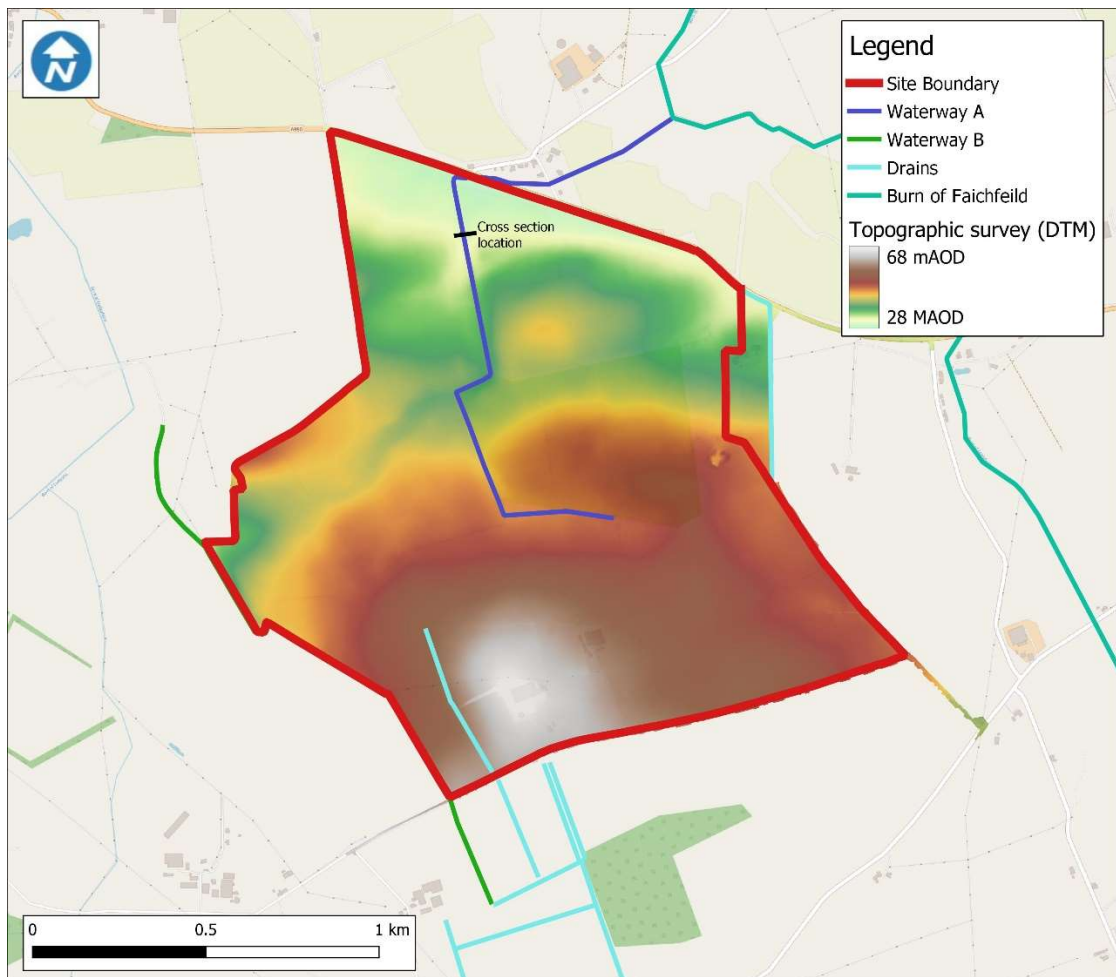 N
Legend
Site Boundary
Waterway A
Waterway B
Drains
Burn of Faichfeild
Topographic survey (DTM)
68 mAOD
28 MAOD
Cross section
location
0 0.5 1 km